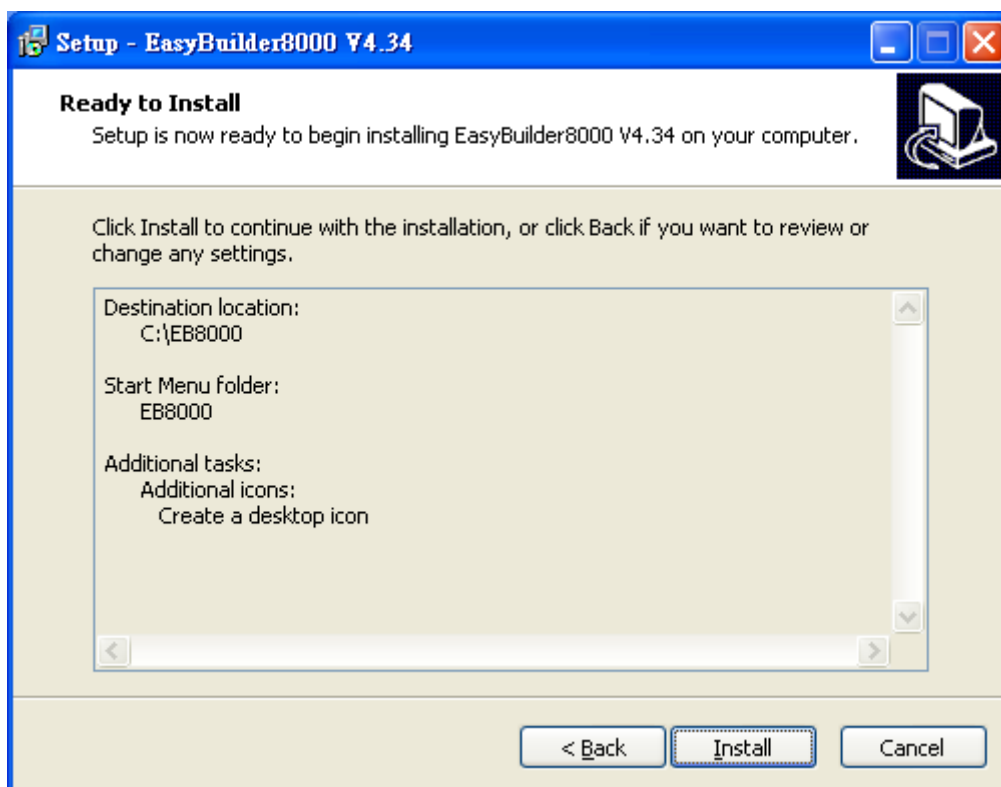 Setup - EasyBuilder8000 V4.34
Ready to Install
Setup is now ready to begin installing EasyBuilder8000 V4.34 on your computer.
Click Install to continue with the installation, or click Back if you want to review or
change any settings.
Destination location:
C:\EB8000
Start Menu folder:
EB8000
Additional tasks:
Additional icons:
Create a desktop icon
< Back
Install
Cancel